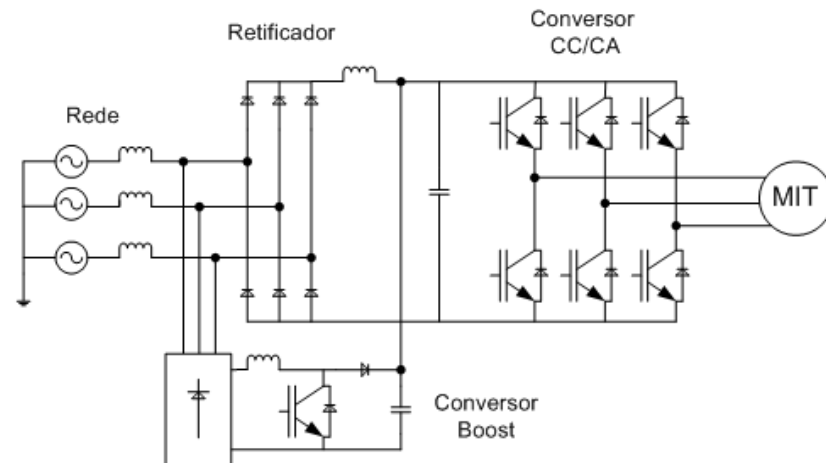 Retificador
Conversor
CC/CA
Rede
MIT
Conversor
Boost